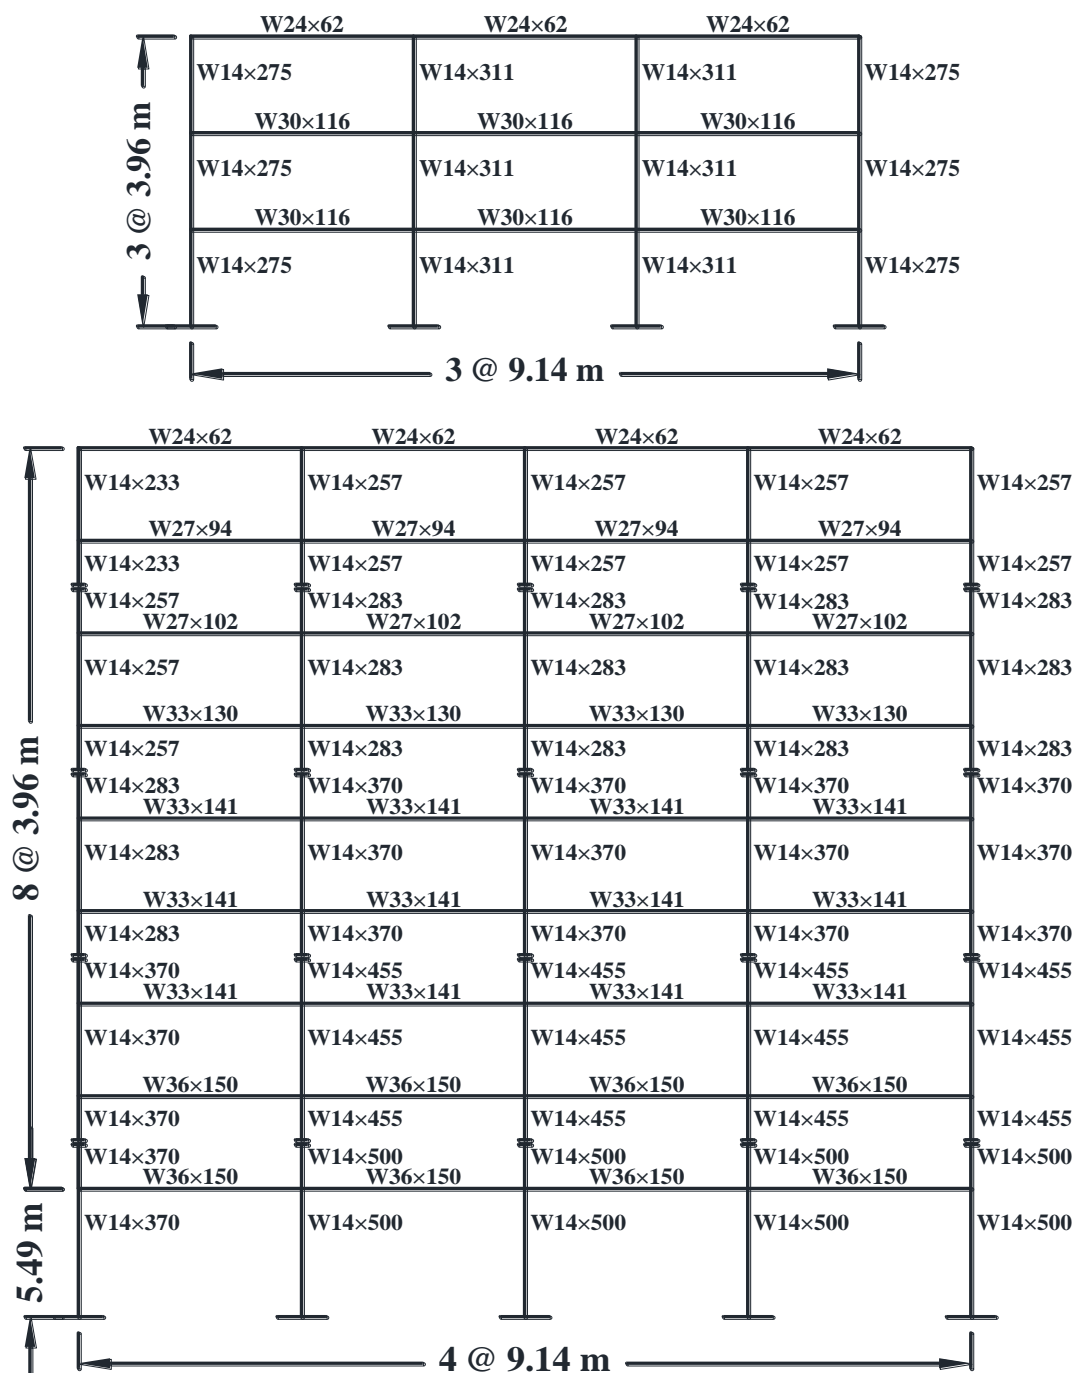 W24×62 W24×62 W24×62
W14×275 W14×311 W14×311 W14×275
W30×116 W30×116 W30×116
3 @ 3.96 m
W14×275 W14×311 W14×311 W14×275
W30×116 W30×116 W30×116
W14×275 W14×311 W14×311 W14×275
3 @ 9.14 m
W24×62 W24×62 W24×62 W24×62
W14×233 W14×257 W14×257 W14×257 W14×257
W27×94 W27×94 W27×94 W27×94
W14×233 W14×257 W14×257 W14×257 W14×257
W14×257 W14×283 W14×283 W14×283 W14×283
W27×102 W27×102 W27×102 W27×102
W14×257 W14×283 W14×283 W14×283 W14×283
W33×130 W33×130 W33×130 W33×130
W14×257 W14×283 W14×283 W14×283 W14×283
W14×283 W14×370 W14×370 W14×370 W14×370
W33×141 W33×141 W33×141 W33×141
8 @ 3.96 m
W14×283 W14×370 W14×370 W14×370 W14×370
W33×141 W33×141 W33×141 W33×141
W14×283 W14×370 W14×370 W14×370 W14×370
W14×370 W14×455 W14×455 W14×455 W14×455
W33×141 W33×141 W33×141 W33×141
W14×370 W14×455 W14×455 W14×455 W14×455
W36×150 W36×150 W36×150 W36×150
W14×370 W14×455 W14×455 W14×455 W14×455
W14×370 W14×500 W14×500 W14×500 W14×500
W36×150 W36×150 W36×150 W36×150
W14×370 W14×500 W14×500 W14×500 W14×500
5.49 m
4 @ 9.14 m